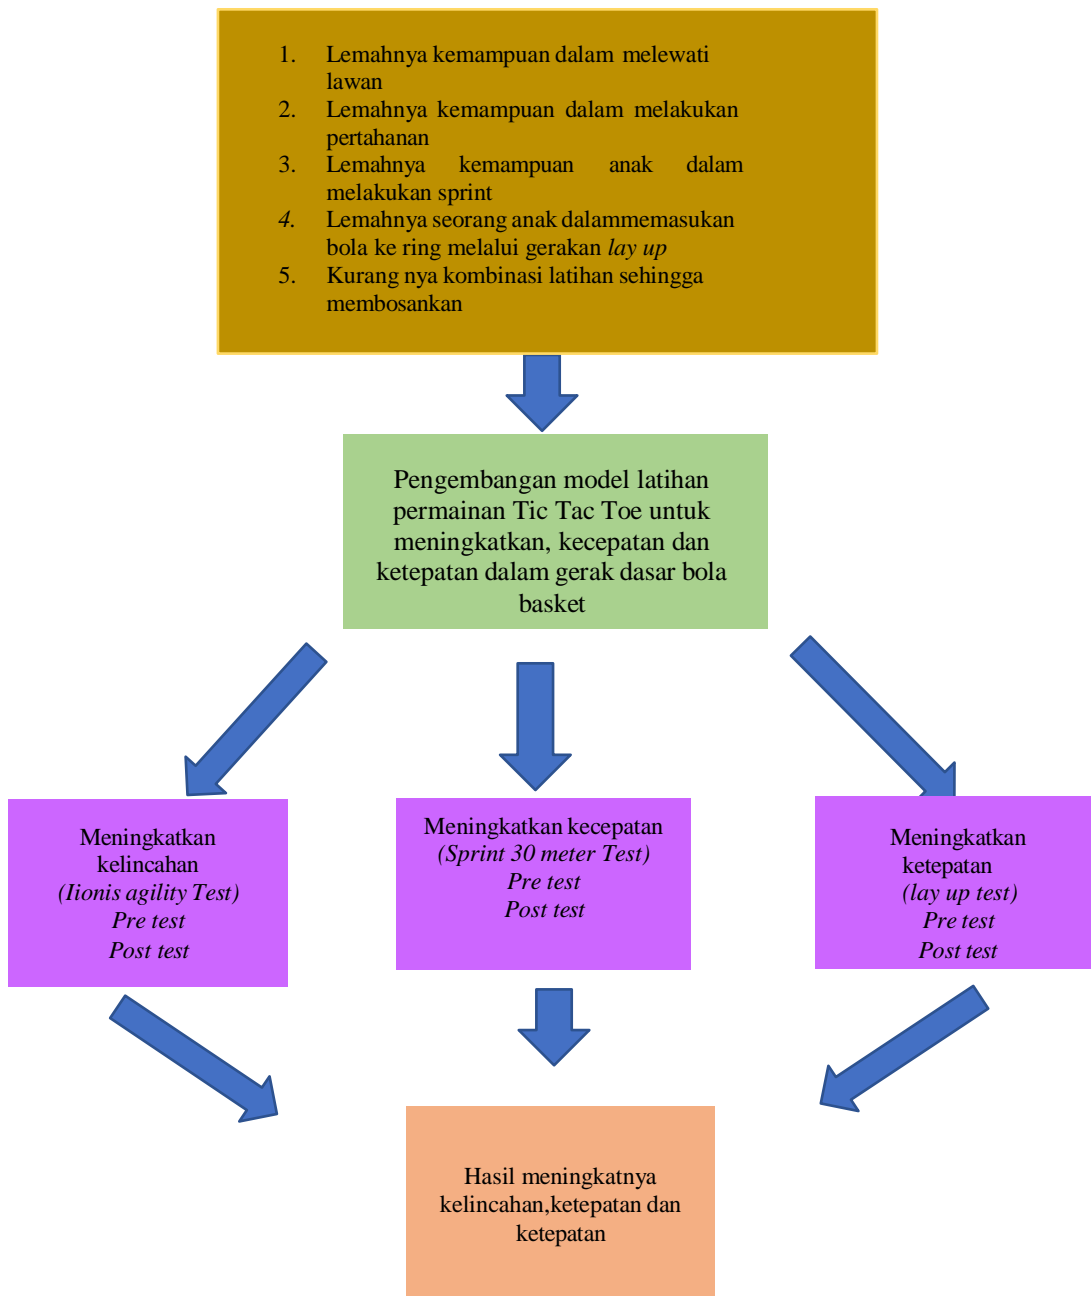 1. Lemahnya kemampuan dalam melewati
lawan
2. Lemahnya kemampuan dalam melakukan
pertahanan
3. Lemahnya kemampuan anak dalam
melakukan sprint
4. Lemahnya seorang anak dalammemasukan
bola ke ring melalui gerakan lay up
5. Kurang nya kombinasi latihan sehingga
membosankan
Pengembangan model latihan
permainan Tic Tac Toe untuk
meningkatkan, kecepatan dan
ketepatan dalam gerak dasar bola
basket
Meningkatkan
kelincahan
(Iionis agility Test)
Pre test
Post test
Meningkatkan kecepatan
(Sprint 30 meter Test)
Pre test
Post test
Meningkatkan
ketepatan
(lay up test)
Pre test
Post test
Hasil meningkatnya
kelincahan,ketepatan dan
ketepatan